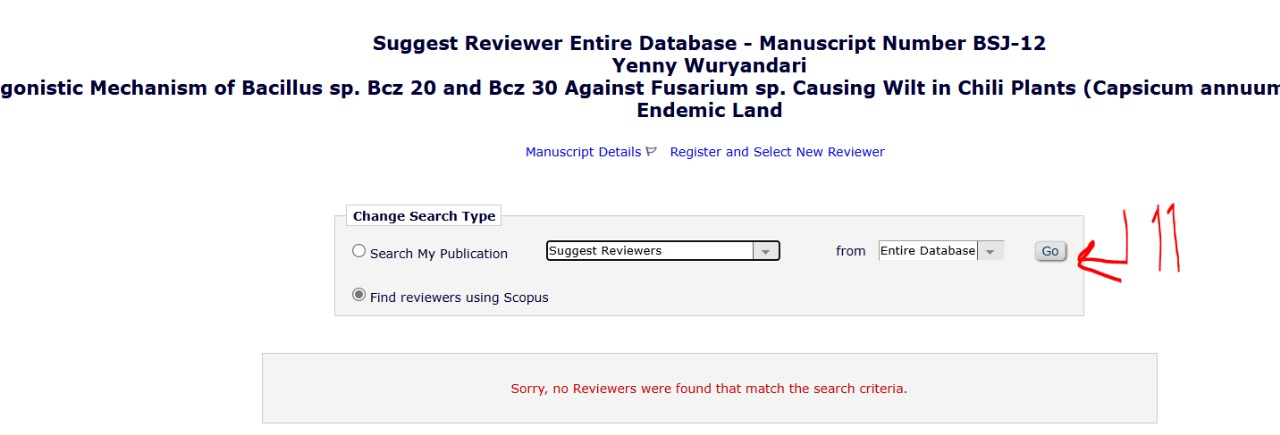 Suggest Reviewer Entire Database - Manuscript Number BSJ-12
Yenny Wuryandari
gonistic Mechanism of Bacillus sp. Bcz 20 and Bcz 30 Against Fusarium sp. Causing Wilt in Chili Plants (Capsicum annuum
Endemic Land
Manuscript Details Register and Select New Reviewer
Change Search Type
Search My Publication Suggest Reviewers from Entire Database Go
11
Find reviewers using Scopus
Sorry, no Reviewers were found that match the search criteria.